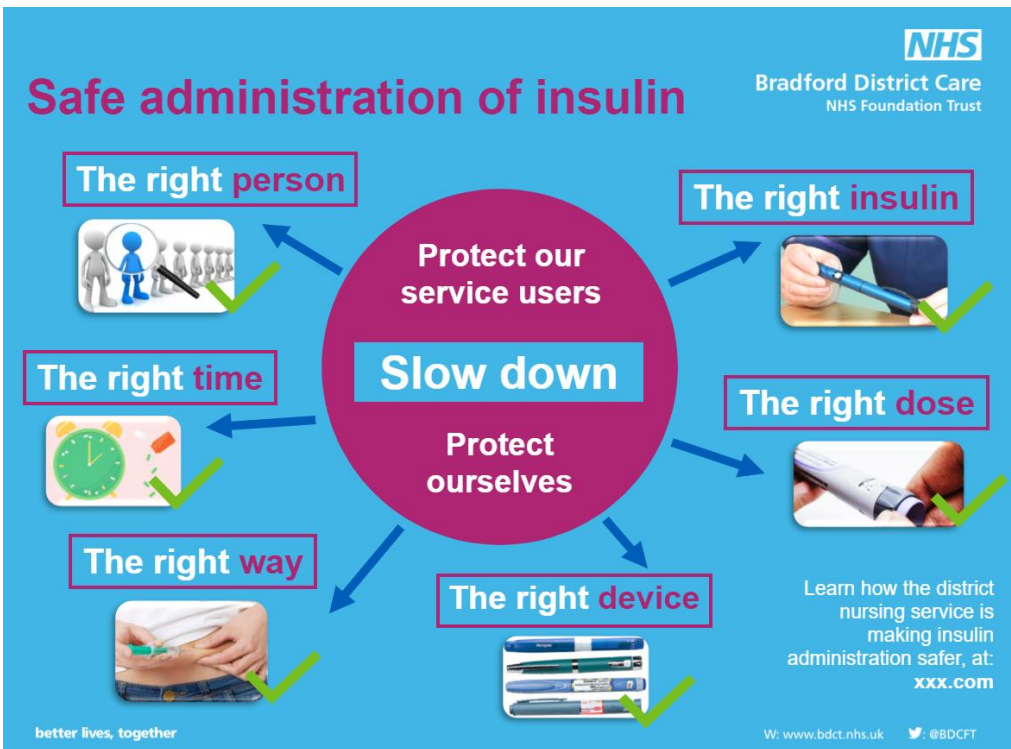 NHS
Bradford District Care
NHS Foundation Trust
Safe administration of insulin
The right person
The right insulin
Protect our
service users
Slow down
Protect
ourselves
The right time
The right dose
The right way
The right device
Learn how the district
nursing service is
making insulin
administration safer, at:
xxx.com
better lives, together
W: www.bdct.nhs.uk
: @BDCFT